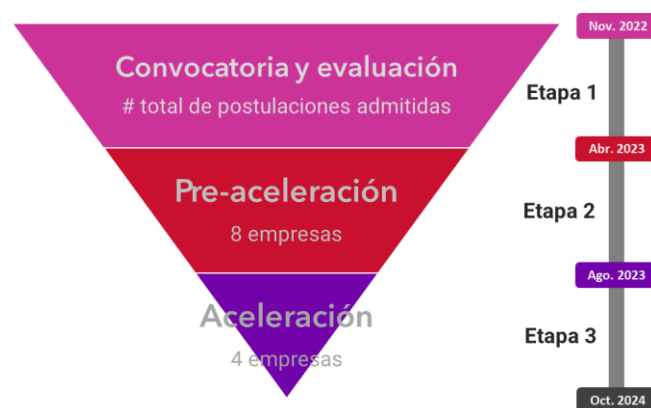 Nov. 2022
Convocatoria y evaluación
# total de postulaciones admitidas
Etapa 1
Abr. 2023
Pre-aceleración
8 empresas
Etapa 2
Ago. 2023
Aceleración
4 empresas
Etapa 3
Oct. 2024